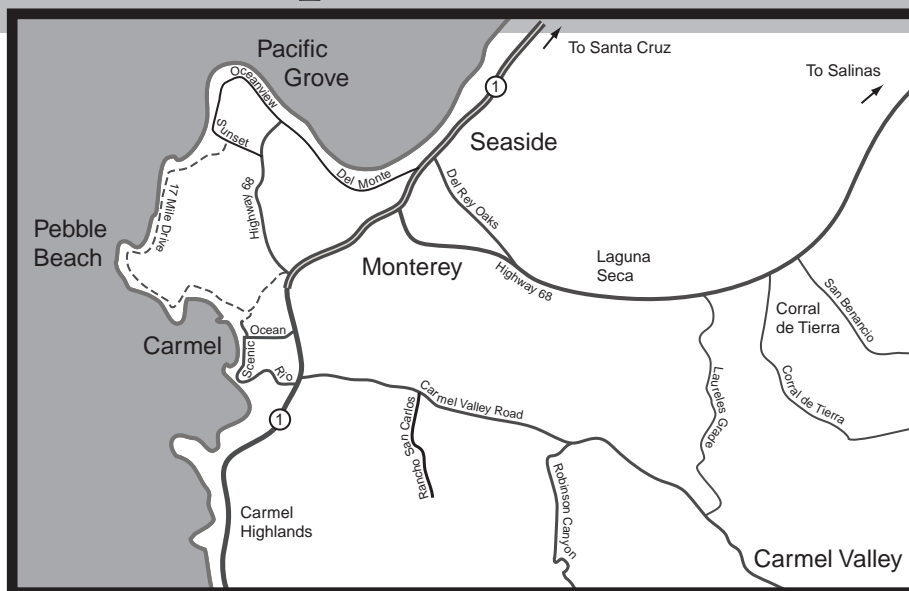 Pacific
Grove
To Santa Cruz
To Salinas
Oceanview
1
Sunset
Seaside
Del Monte
Del Rey Oaks
17 Mile Drive
Highway 68
Pebble
Beach
Monterey
Highway 68
Laguna
Seca
San Benancio
Corral
de Tierra
Carmel
Ocean
Scenic
Rio
Carmel Valley Road
Laureles Grade
Corral de Tierra
1
Rancho San Carlos
Robinson Canyon
Carmel
Highlands
Carmel Valley